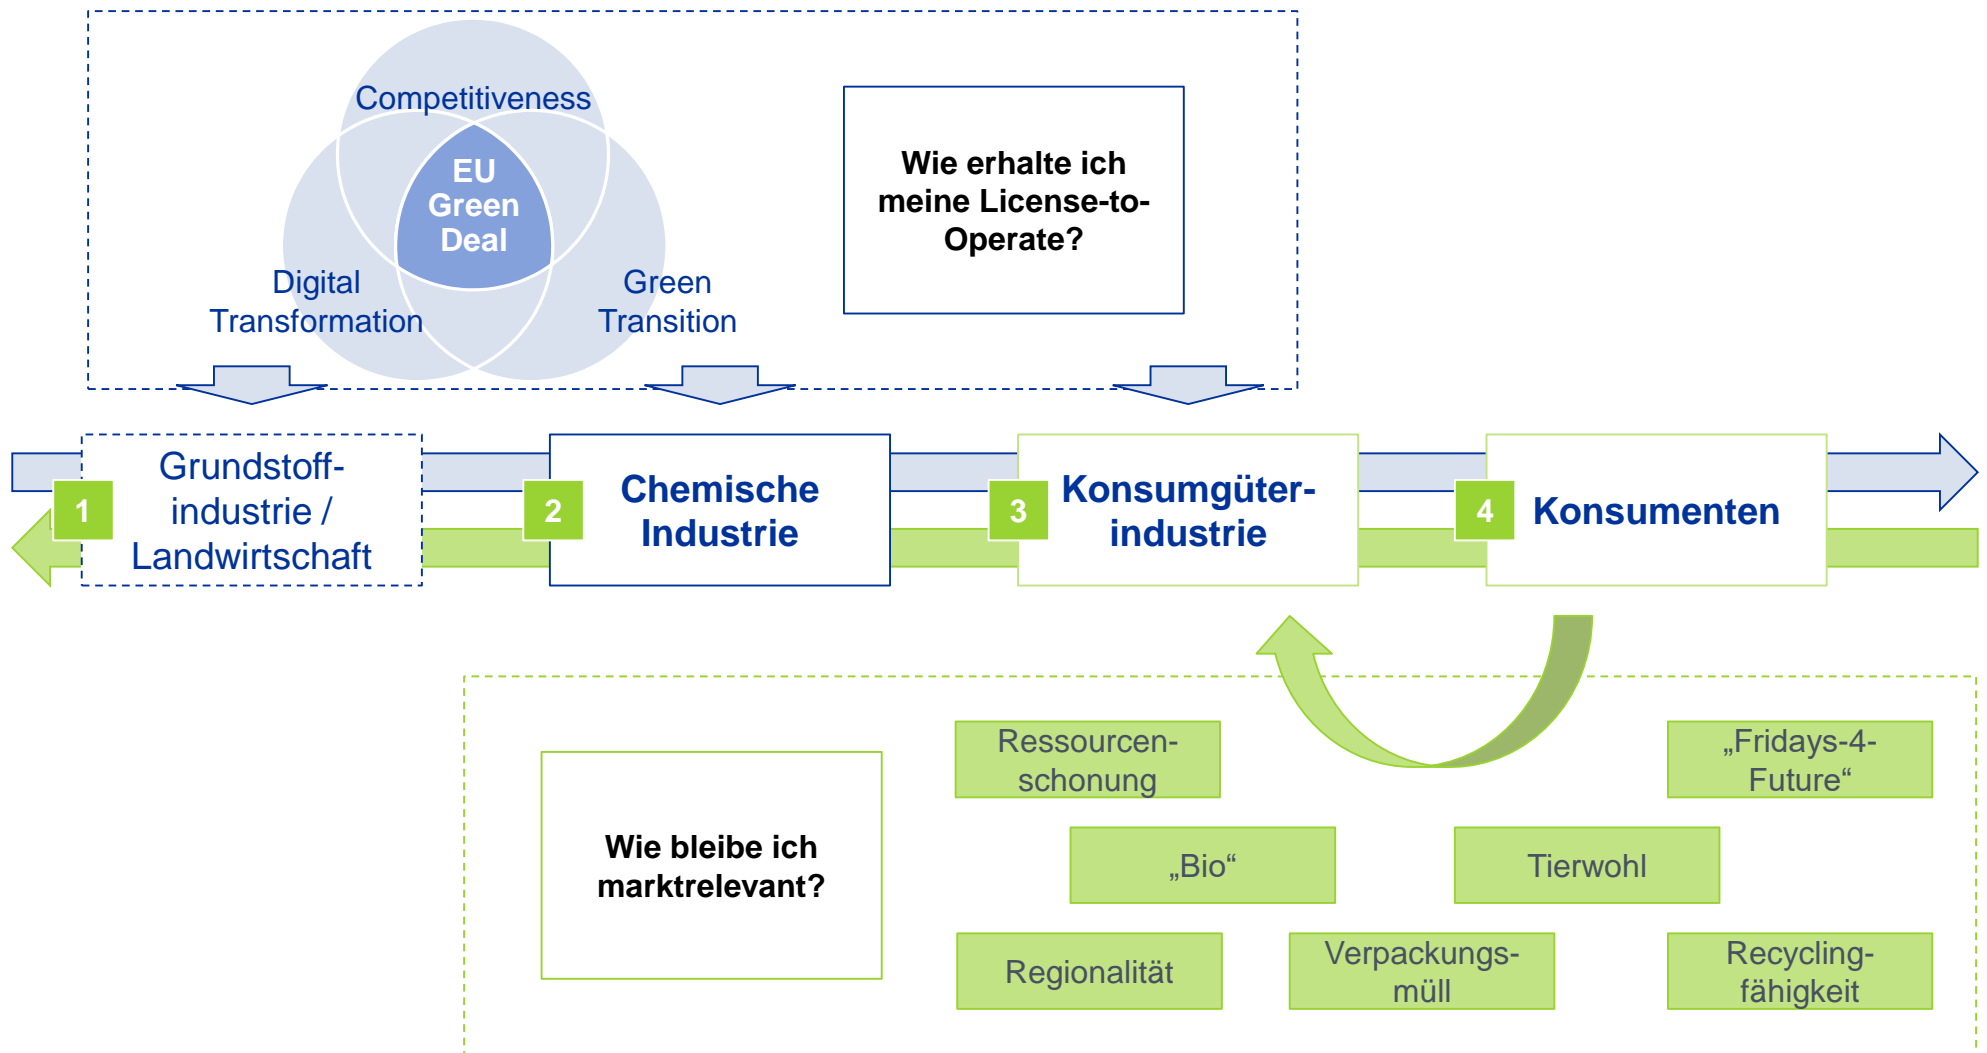 Competitiveness
EU
Green
Deal
Digital
Transformation
Green
Transition
Wie erhalte ich
meine License-to-
Operate?
1
Grundstoff-
industrie /
Landwirtschaft
2
Chemische
Industrie
3
Konsumgüter-
industrie
4
Konsumenten
Wie bleibe ich
marktrelevant?
Ressourcen-
schonung
„Fridays-4-
Future“
„Bio“
Tierwohl
Regionalität
Verpackungs-
müll
Recycling-
fähigkeit